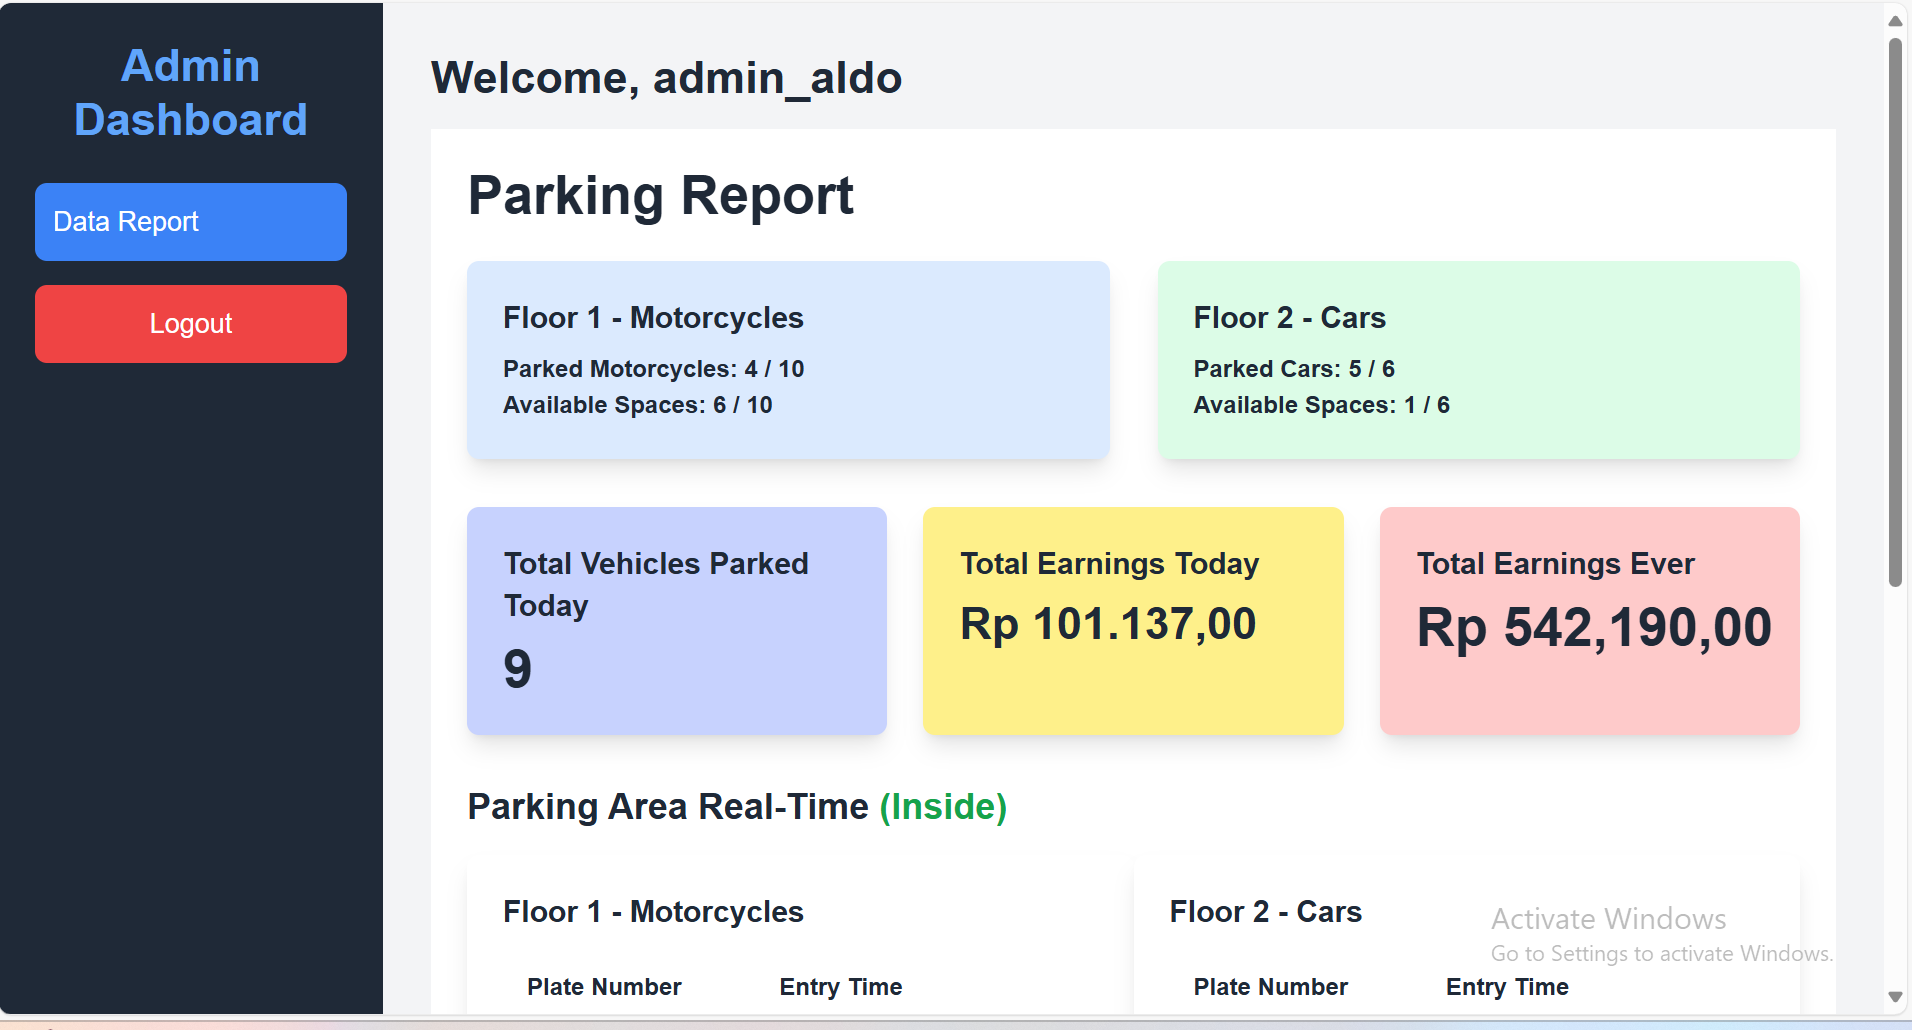 Admin
Dashboard
Data Report
Logout
Welcome, admin_aldo
Parking Report
Floor 1 - Motorcycles
Parked Motorcycles: 4 / 10
Available Spaces: 6 / 10
Floor 2 - Cars
Parked Cars: 5 / 6
Available Spaces: 1 / 6
Total Vehicles Parked
Today
9
Total Earnings Today
Rp 101.137,00
Total Earnings Ever
Rp 542,190,00
Parking Area Real-Time (Inside)
Floor 1 - Motorcycles
Plate Number Entry Time
Floor 2 - Cars
Plate Number Entry Time
Activate Windows
Go to Settings to activate Windows.